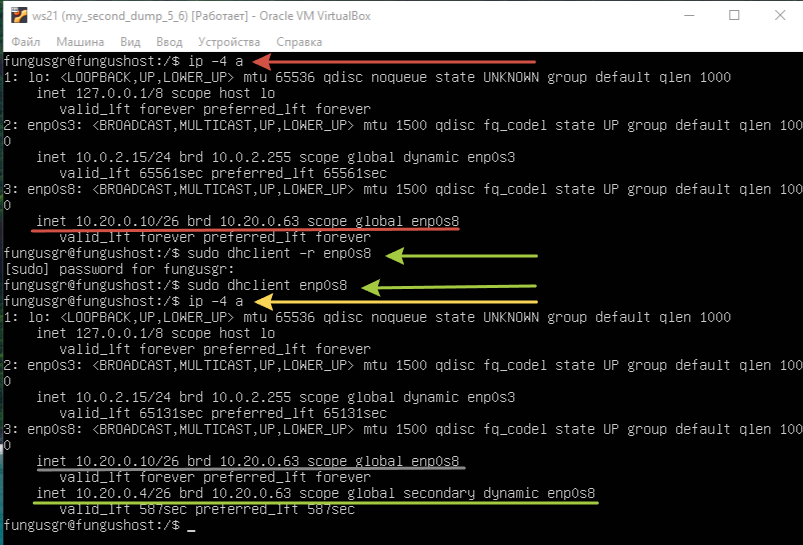 ws21 (my_second_dump_5_6) [Работает] - Oracle VM VirtualBox
Файл Машина Вид Ввод Устройства Справка
fungusgr@fungushost:/$ ip -4 a
1: lo: <LOOPBACK,UP,LOWER_UP> mtu 65536 qdisc noqueue state UNKNOWN group default qlen 1000
    inet 127.0.0.1/8 scope host lo
       valid_lft forever preferred_lft forever
2: enp0s3: <BROADCAST,MULTICAST,UP,LOWER_UP> mtu 1500 qdisc fq_codel state UP group default qlen 100
0
    inet 10.0.2.15/24 brd 10.0.2.255 scope global dynamic enp0s3
       valid_lft 65561sec preferred_lft 65561sec
3: enp0s8: <BROADCAST,MULTICAST,UP,LOWER_UP> mtu 1500 qdisc fq_codel state UP group default qlen 100
0
    inet 10.20.0.10/26 brd 10.20.0.63 scope global enp0s8
       valid_lft forever preferred_lft forever
fungusgr@fungushost:/$ sudo dhclient -r enp0s8
[sudo] password for fungusgr:
fungusgr@fungushost:/$ sudo dhclient enp0s8
fungusgr@fungushost:/$ ip -4 a
1: lo: <LOOPBACK,UP,LOWER_UP> mtu 65536 qdisc noqueue state UNKNOWN group default qlen 1000
    inet 127.0.0.1/8 scope host lo
       valid_lft forever preferred_lft forever
2: enp0s3: <BROADCAST,MULTICAST,UP,LOWER_UP> mtu 1500 qdisc fq_codel state UP group default qlen 100
0
    inet 10.0.2.15/24 brd 10.0.2.255 scope global dynamic enp0s3
       valid_lft 65131sec preferred_lft 65131sec
3: enp0s8: <BROADCAST,MULTICAST,UP,LOWER_UP> mtu 1500 qdisc fq_codel state UP group default qlen 100
0
    inet 10.20.0.10/26 brd 10.20.0.63 scope global enp0s8
       valid_lft forever preferred_lft forever
    inet 10.20.0.4/26 brd 10.20.0.63 scope global secondary dynamic enp0s8
       valid_lft 587sec preferred_lft 587sec
fungusgr@fungushost:/$ _